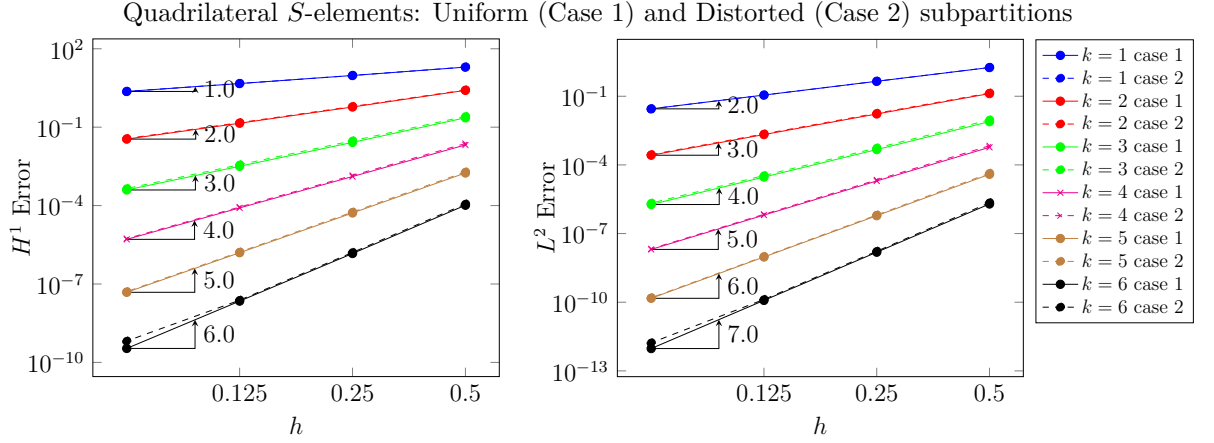 Quadrilateral S-elements: Uniform (Case 1) and Distorted (Case 2) subpartitions
H¹ Error
10²
10⁻¹
10⁻⁴
10⁻⁷
10⁻¹⁰
1.0
2.0
3.0
4.0
5.0
6.0
0.125 0.25 0.5
h
L² Error
10⁻¹
10⁻⁴
10⁻⁷
10⁻¹⁰
10⁻¹³
2.0
3.0
4.0
5.0
6.0
7.0
0.125 0.25 0.5
h
k = 1 case 1
k = 1 case 2
k = 2 case 1
k = 2 case 2
k = 3 case 1
k = 3 case 2
k = 4 case 1
k = 4 case 2
k = 5 case 1
k = 5 case 2
k = 6 case 1
k = 6 case 2